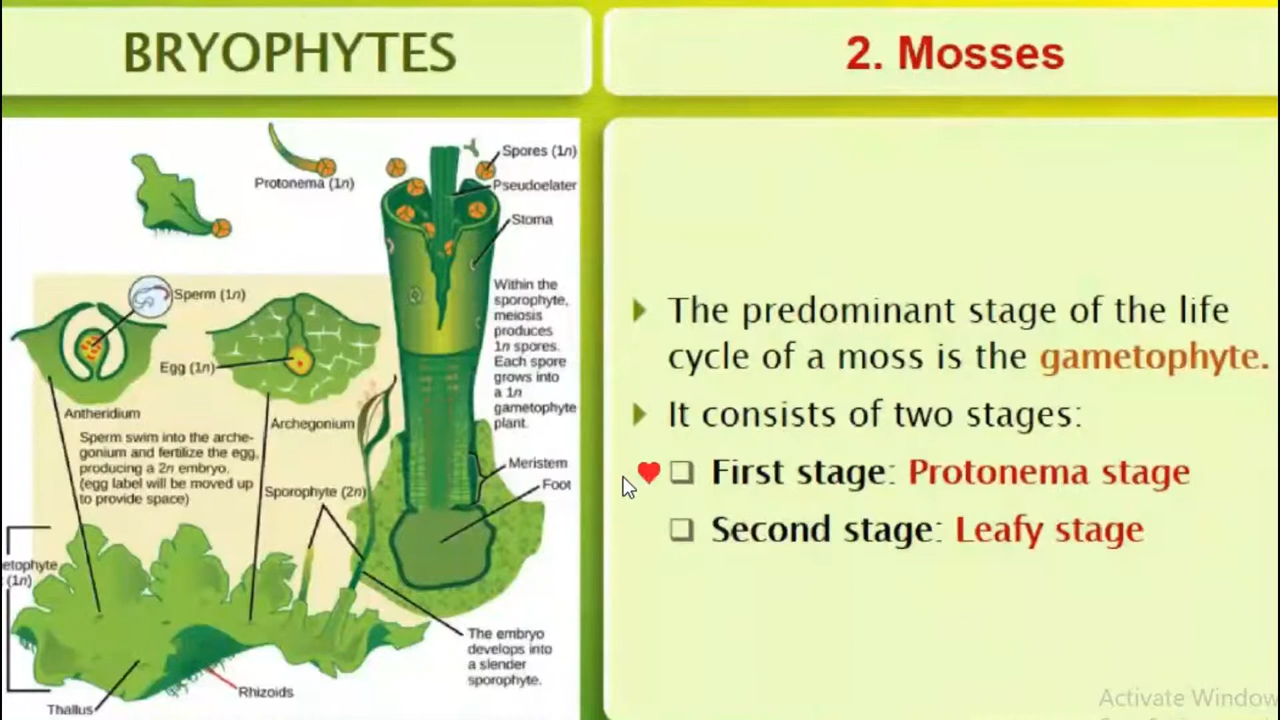 BRYOPHYTES
2. Mosses
Spores (1n)
Protonema (1n)
Pseudoelater
Stoma
Within the
sporophyte,
meiosis
produces
1n spores.
Each spore
grows into
a 1n
gametophyte
plant.
Sperm (1n)
Egg (1n)
Antheridium
Archegonium
Sperm swim into the arche-
gonium and fertilize the egg,
producing a 2n embryo.
(egg label will be moved up
to provide space)
Sporophyte (2n)
Meristem
Foot
etophyte
(1n)
The embryo
develops into
a slender
sporophyte.
Rhizoids
Thallus
The predominant stage of the life
cycle of a moss is the gametophyte.
It consists of two stages:
First stage: Protonema stage
Second stage: Leafy stage
Activate Window